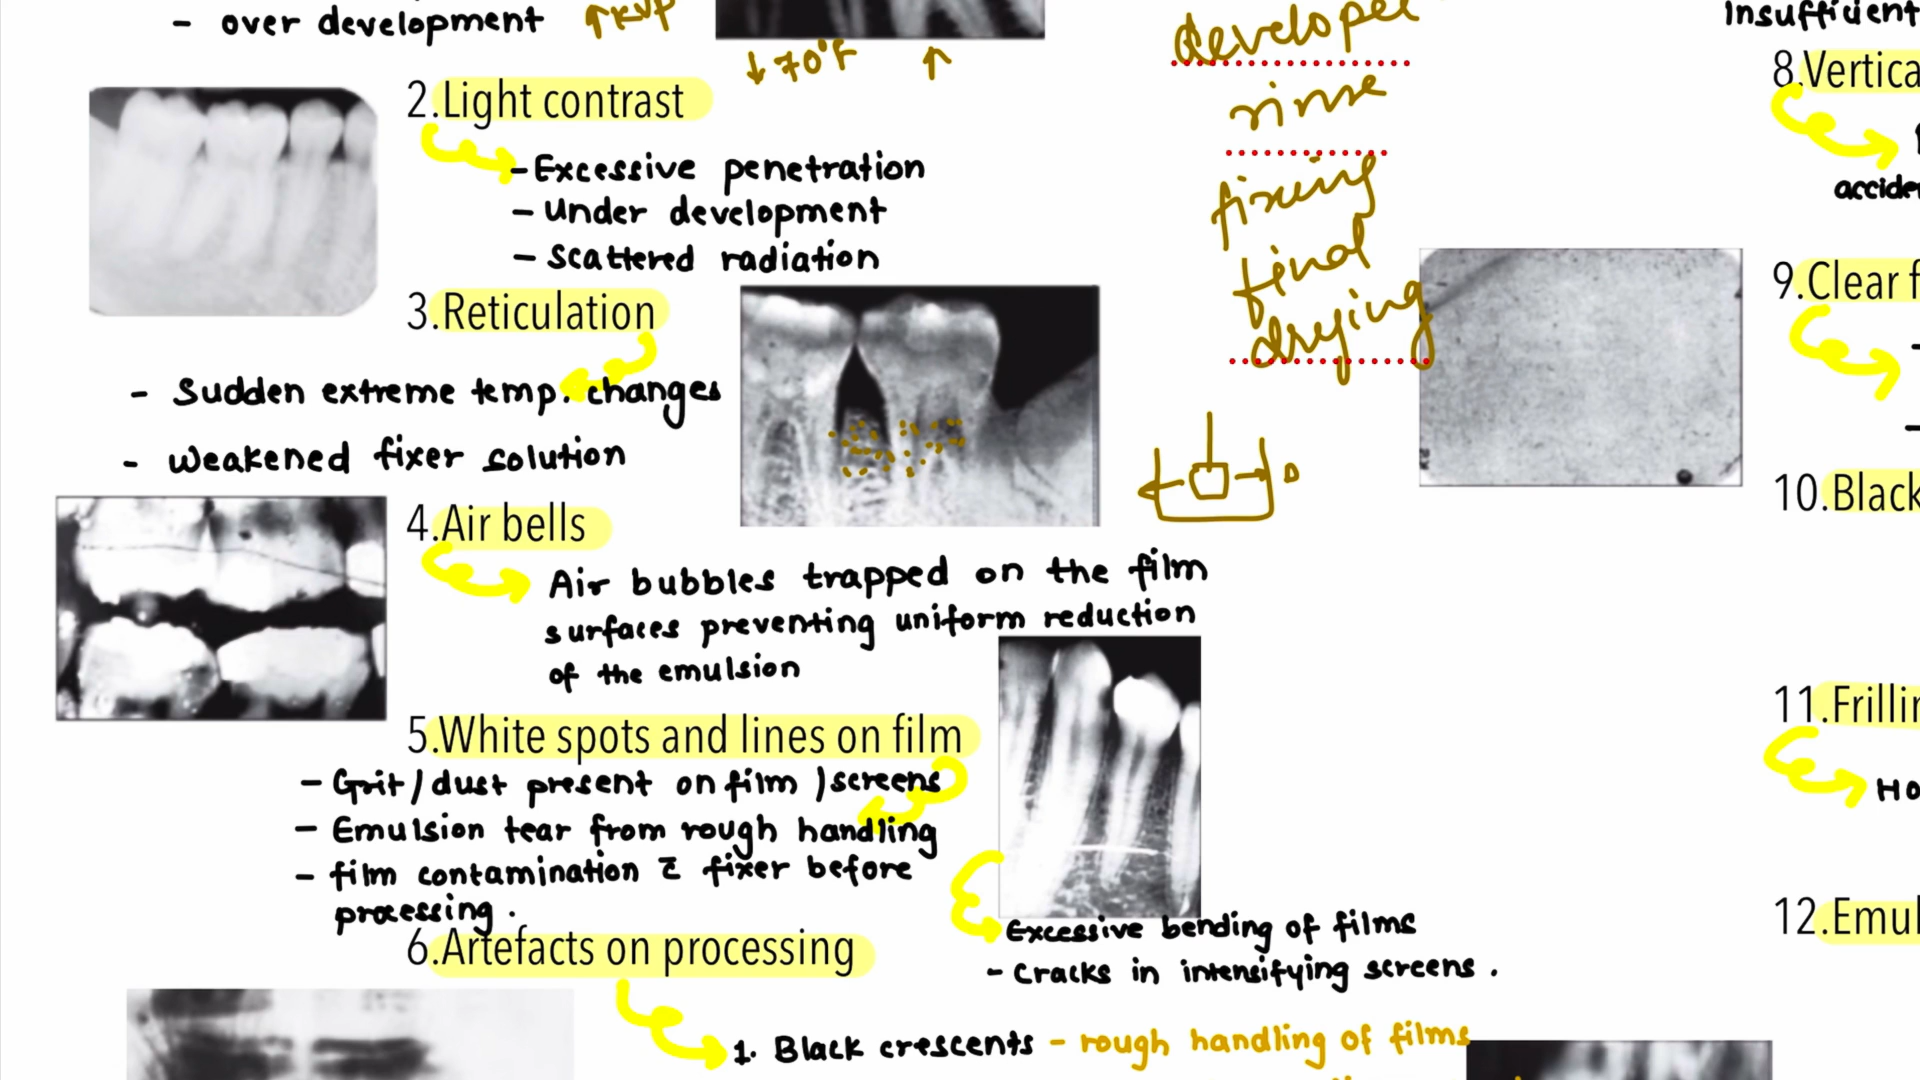 - over development ↑ KVP
↓ 70°F ↑
2.Light contrast
- Excessive penetration
- Under development
- scattered radiation
3.Reticulation
- Sudden extreme temp. changes
- weakened fixer solution
4.Air bells
Air bubbles trapped on the film
surfaces preventing uniform reduction
of the emulsion
5.White spots and lines on film
- Grit / dust present on film / screens
- Emulsion tear from rough handling
- film contamination c̄ fixer before
processing.
Excessive bending of films
- cracks in intensifying screens.
6.Artefacts on processing
1. Black crescents - rough handling of films
developer
rinse
fixing
final
drying
Insufficient
8.Vertica
accide
9.Clear f
10.Black
11.Frillin
Ho
12.Emul